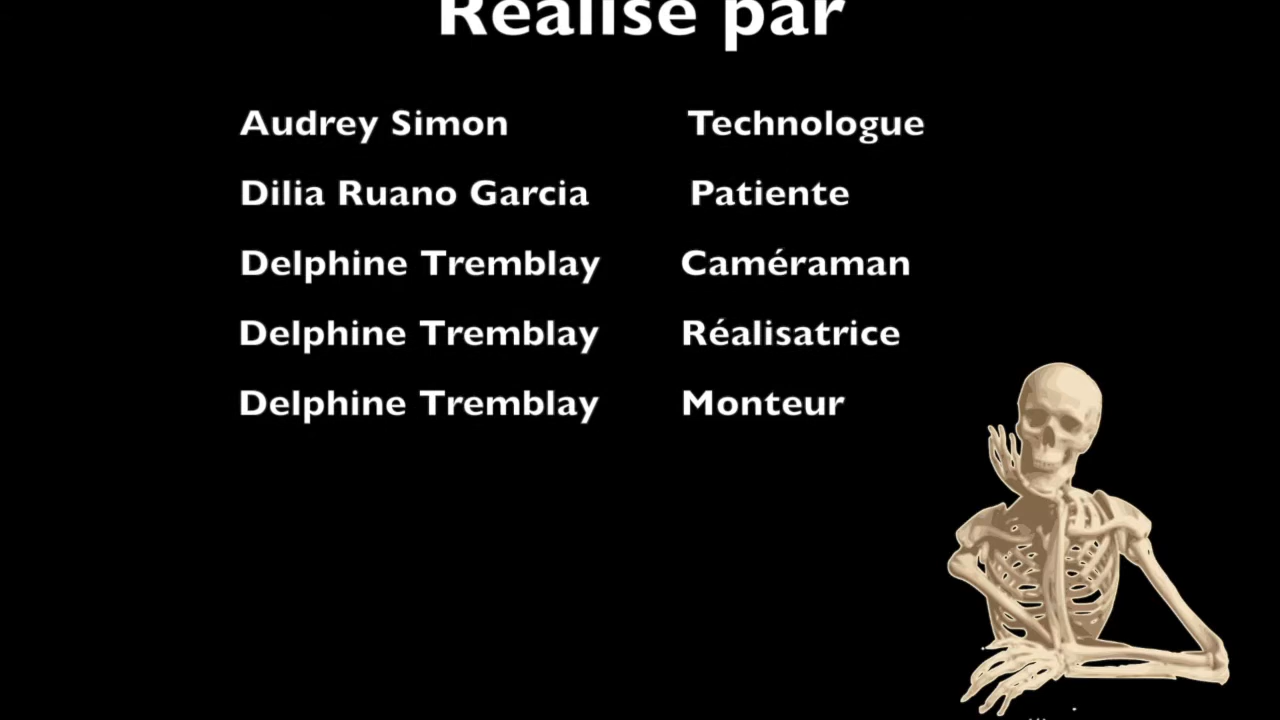 Réalisé par
Audrey Simon Technologue
Dilia Ruano Garcia Patiente
Delphine Tremblay Caméraman
Delphine Tremblay Réalisatrice
Delphine Tremblay Monteur